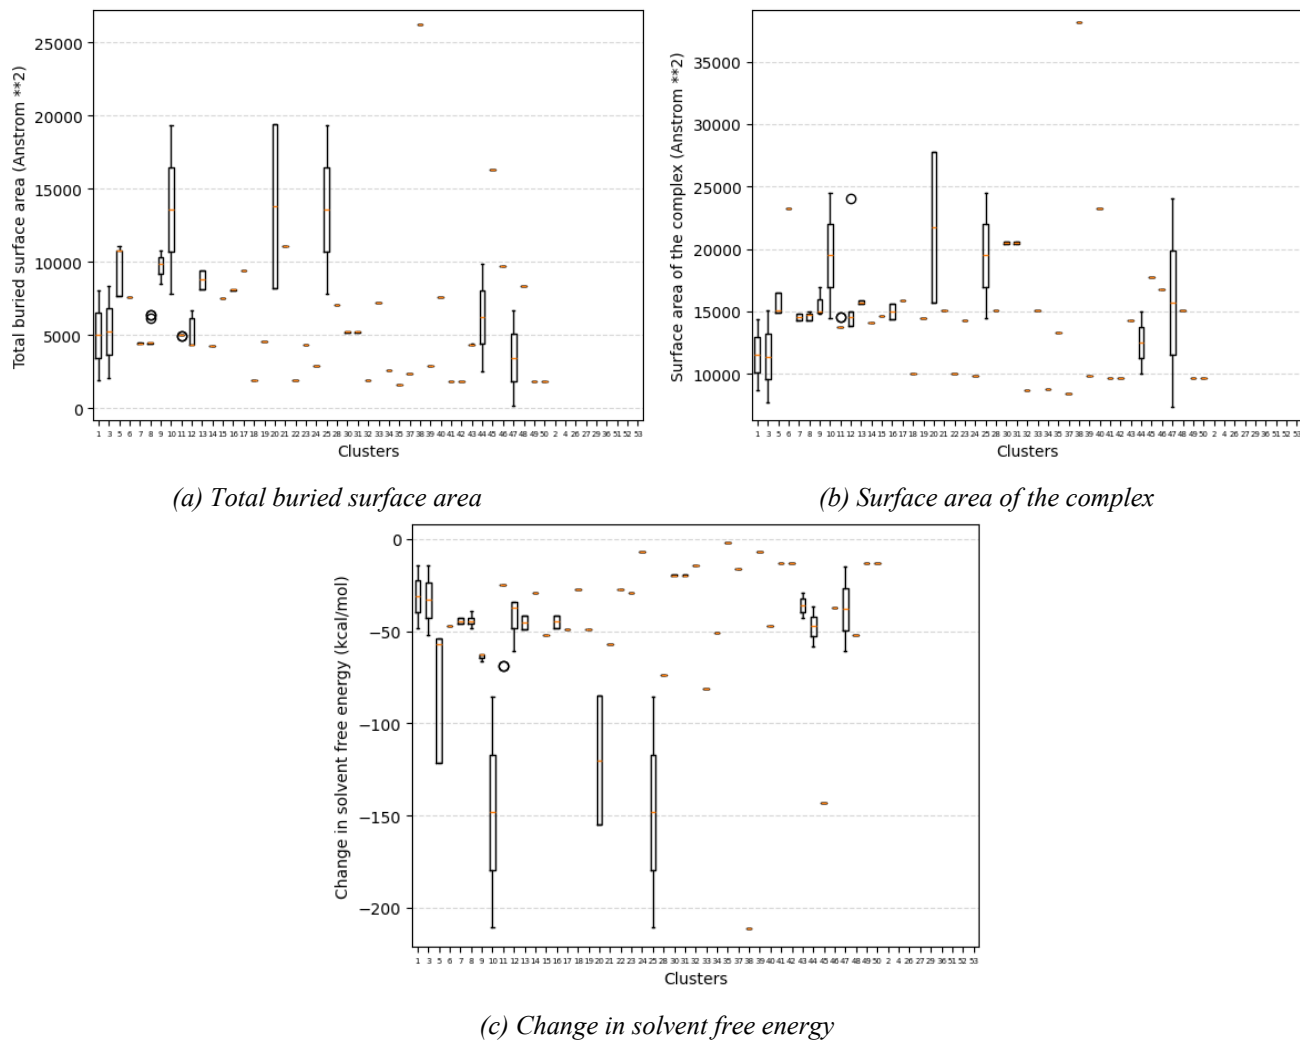 Total buried surface area (Anstrom **2)
25000
20000
15000
10000
5000
0
1 3 5 6 7 8 9 10 11 12 13 14 15 16 17 18 19 20 21 22 23 24 25 28 30 31 32 33 34 35 37 38 39 40 41 42 43 44 45 46 47 48 49 50 2 4 26 27 29 36 51 52 53
Clusters
(a) Total buried surface area
Surface area of the complex (Anstrom **2)
35000
30000
25000
20000
15000
10000
1 3 5 6 7 8 9 10 11 12 13 14 15 16 17 18 19 20 21 22 23 24 25 28 30 31 32 33 34 35 37 38 39 40 41 42 43 44 45 46 47 48 49 50 2 4 26 27 29 36 51 52 53
Clusters
(b) Surface area of the complex
Change in solvent free energy (kcal/mol)
0
−50
−100
−150
−200
1 3 5 6 7 8 9 10 11 12 13 14 15 16 17 18 19 20 21 22 23 24 25 28 30 31 32 33 34 35 37 38 39 40 41 42 43 44 45 46 47 48 49 50 2 4 26 27 29 36 51 52 53
Clusters
(c) Change in solvent free energy